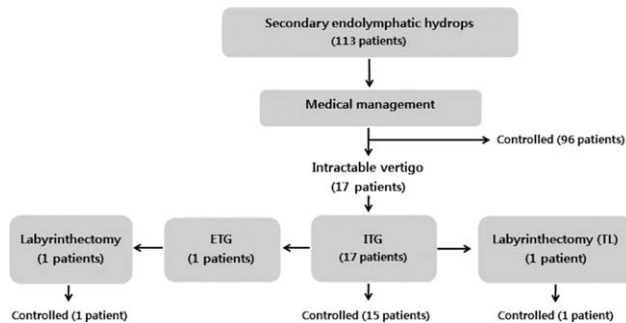 Secondary endolymphatic hydrops
(113 patients)
Medical management
Controlled (96 patients)
Intractable vertigo
(17 patients)
Labyrinthectomy
(1 patients)
ETG
(1 patients)
ITG
(17 patients)
Labyrinthectomy (TL)
(1 patient)
Controlled (1 patient)
Controlled (15 patients)
Controlled (1 patient)